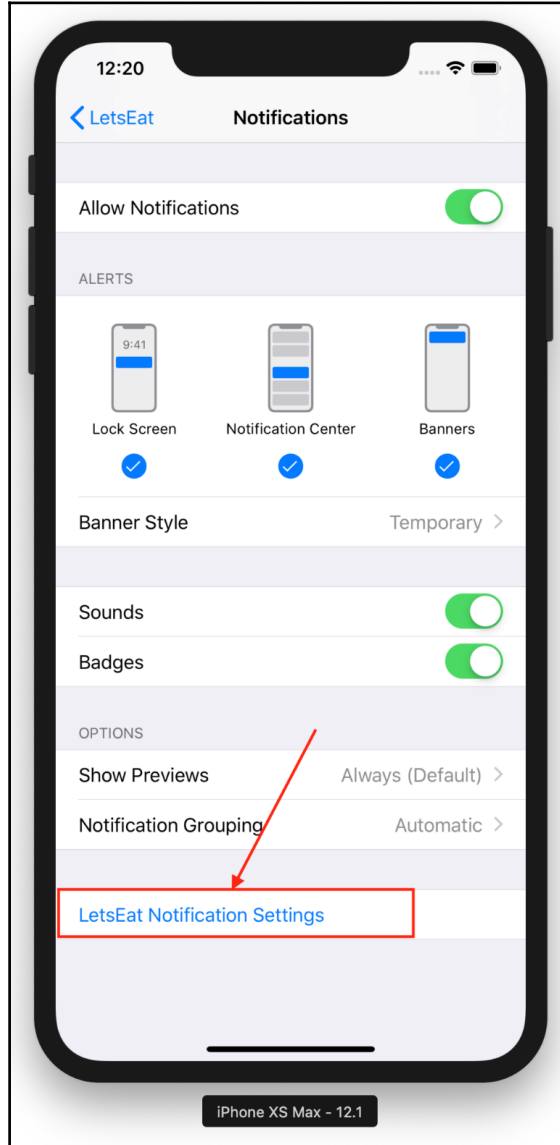 12:20
LetsEat Notifications
Allow Notifications
ALERTS
9:41
Lock Screen Notification Center Banners
Banner Style Temporary
Sounds
Badges
OPTIONS
Show Previews Always (Default)
Notification Grouping Automatic
LetsEat Notification Settings
iPhone XS Max - 12.1